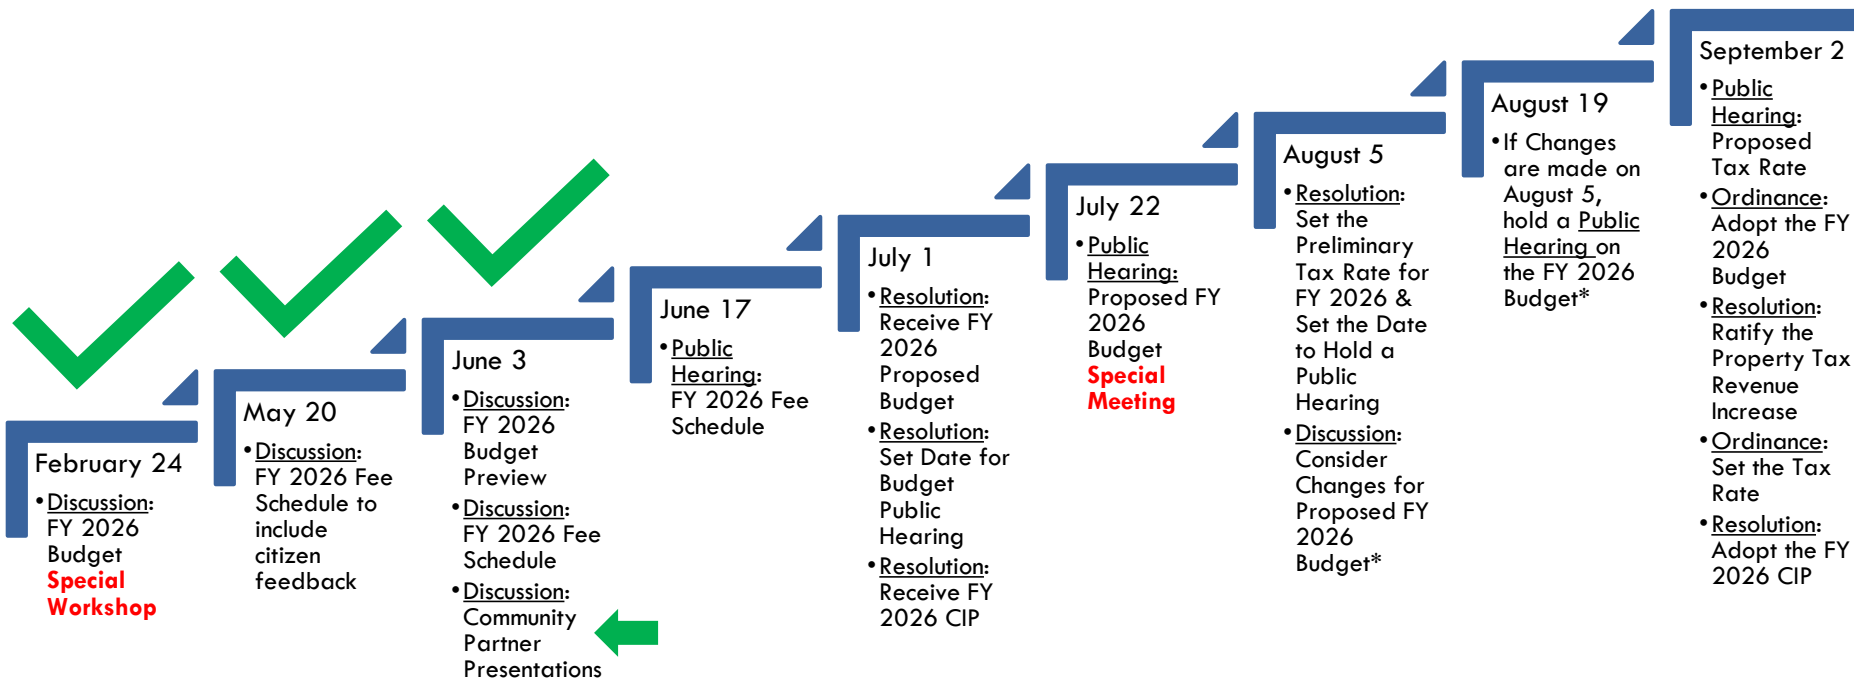 February 24
•Discussion:
FY 2026
Budget
Special
Workshop
May 20
•Discussion:
FY 2026 Fee
Schedule to
include
citizen
feedback
June 3
•Discussion:
FY 2026
Budget
Preview
•Discussion:
FY 2026 Fee
Schedule
•Discussion:
Community
Partner
Presentations
June 17
•Public
Hearing:
FY 2026 Fee
Schedule
July 1
•Resolution:
Receive FY
2026
Proposed
Budget
•Resolution:
Set Date for
Budget
Public
Hearing
•Resolution:
Receive FY
2026 CIP
July 22
•Public
Hearing:
Proposed FY
2026
Budget
Special
Meeting
August 5
•Resolution:
Set the
Preliminary
Tax Rate for
FY 2026 &
Set the Date
to Hold a
Public
Hearing
•Discussion:
Consider
Changes for
Proposed FY
2026
Budget*
August 19
•If Changes
are made on
August 5,
hold a Public
Hearing on
the FY 2026
Budget*
September 2
•Public
Hearing:
Proposed
Tax Rate
•Ordinance:
Adopt the FY
2026
Budget
•Resolution:
Ratify the
Property Tax
Revenue
Increase
•Ordinance:
Set the Tax
Rate
•Resolution:
Adopt the FY
2026 CIP